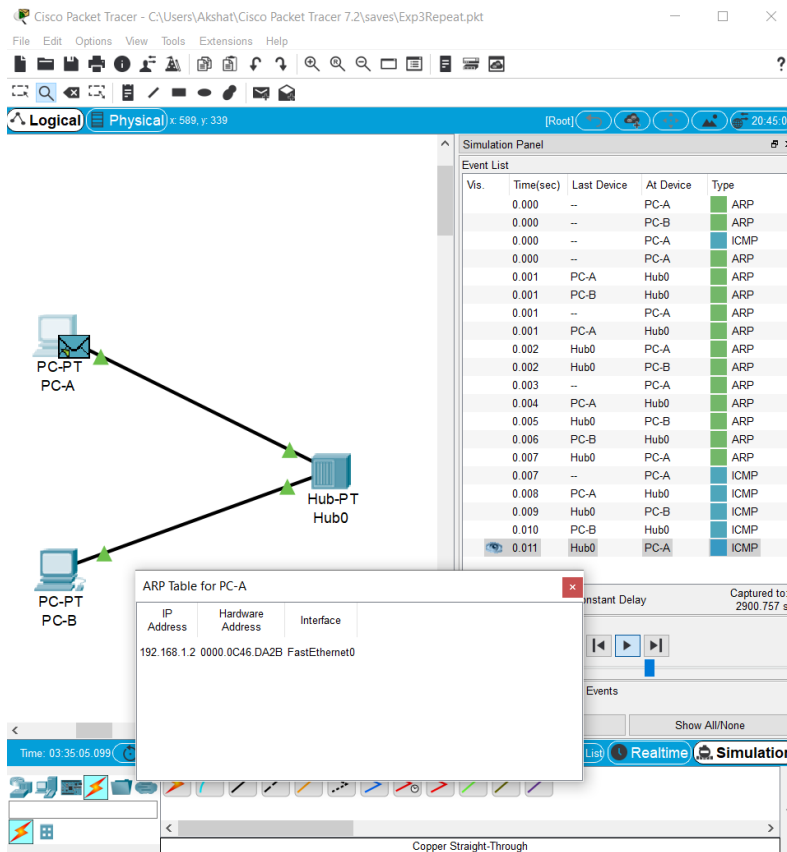 Cisco Packet Tracer - C:\Users\Akshat\Cisco Packet Tracer 7.2\saves\Exp3Repeat.pkt
File Edit Options View Tools Extensions Help
?
Logical Physical x: 589, y: 339 [Root] 20:45:0
Simulation Panel
Event List
Vis. Time(sec) Last Device At Device Type
0.000 -- PC-A ARP
0.000 -- PC-B ARP
0.000 -- PC-A ICMP
0.000 -- PC-A ARP
0.001 PC-A Hub0 ARP
0.001 PC-B Hub0 ARP
0.001 -- PC-A ARP
0.001 PC-A Hub0 ARP
0.002 Hub0 PC-A ARP
0.002 Hub0 PC-B ARP
0.003 -- PC-A ARP
0.004 PC-A Hub0 ARP
0.005 Hub0 PC-B ARP
0.006 PC-B Hub0 ARP
0.007 Hub0 PC-A ARP
0.007 -- PC-A ICMP
0.008 PC-A Hub0 ICMP
0.009 Hub0 PC-B ICMP
0.010 PC-B Hub0 ICMP
0.011 Hub0 PC-A ICMP
PC-PT
PC-A
Hub-PT
Hub0
PC-PT
PC-B
ARP Table for PC-A
IP Address Hardware Address Interface
192.168.1.2 0000.0C46.DA2B FastEthernet0
nstant Delay Captured to:
2900.757 s
Events
Show All/None
Time: 03:35:05.099 List) Realtime Simulation
Copper Straight-Through